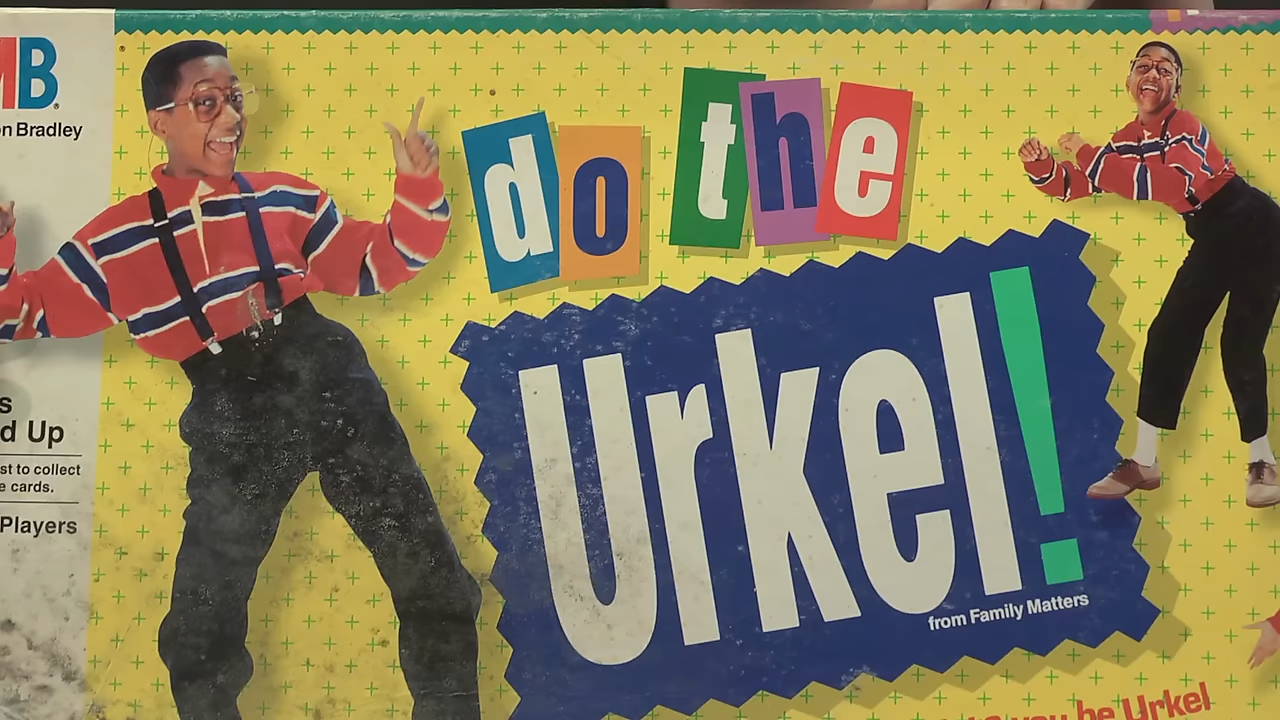 MB
on Bradley
s
d Up
st to collect
e cards.
Players
do the
Urkel!
from Family Matters
you be Urkel